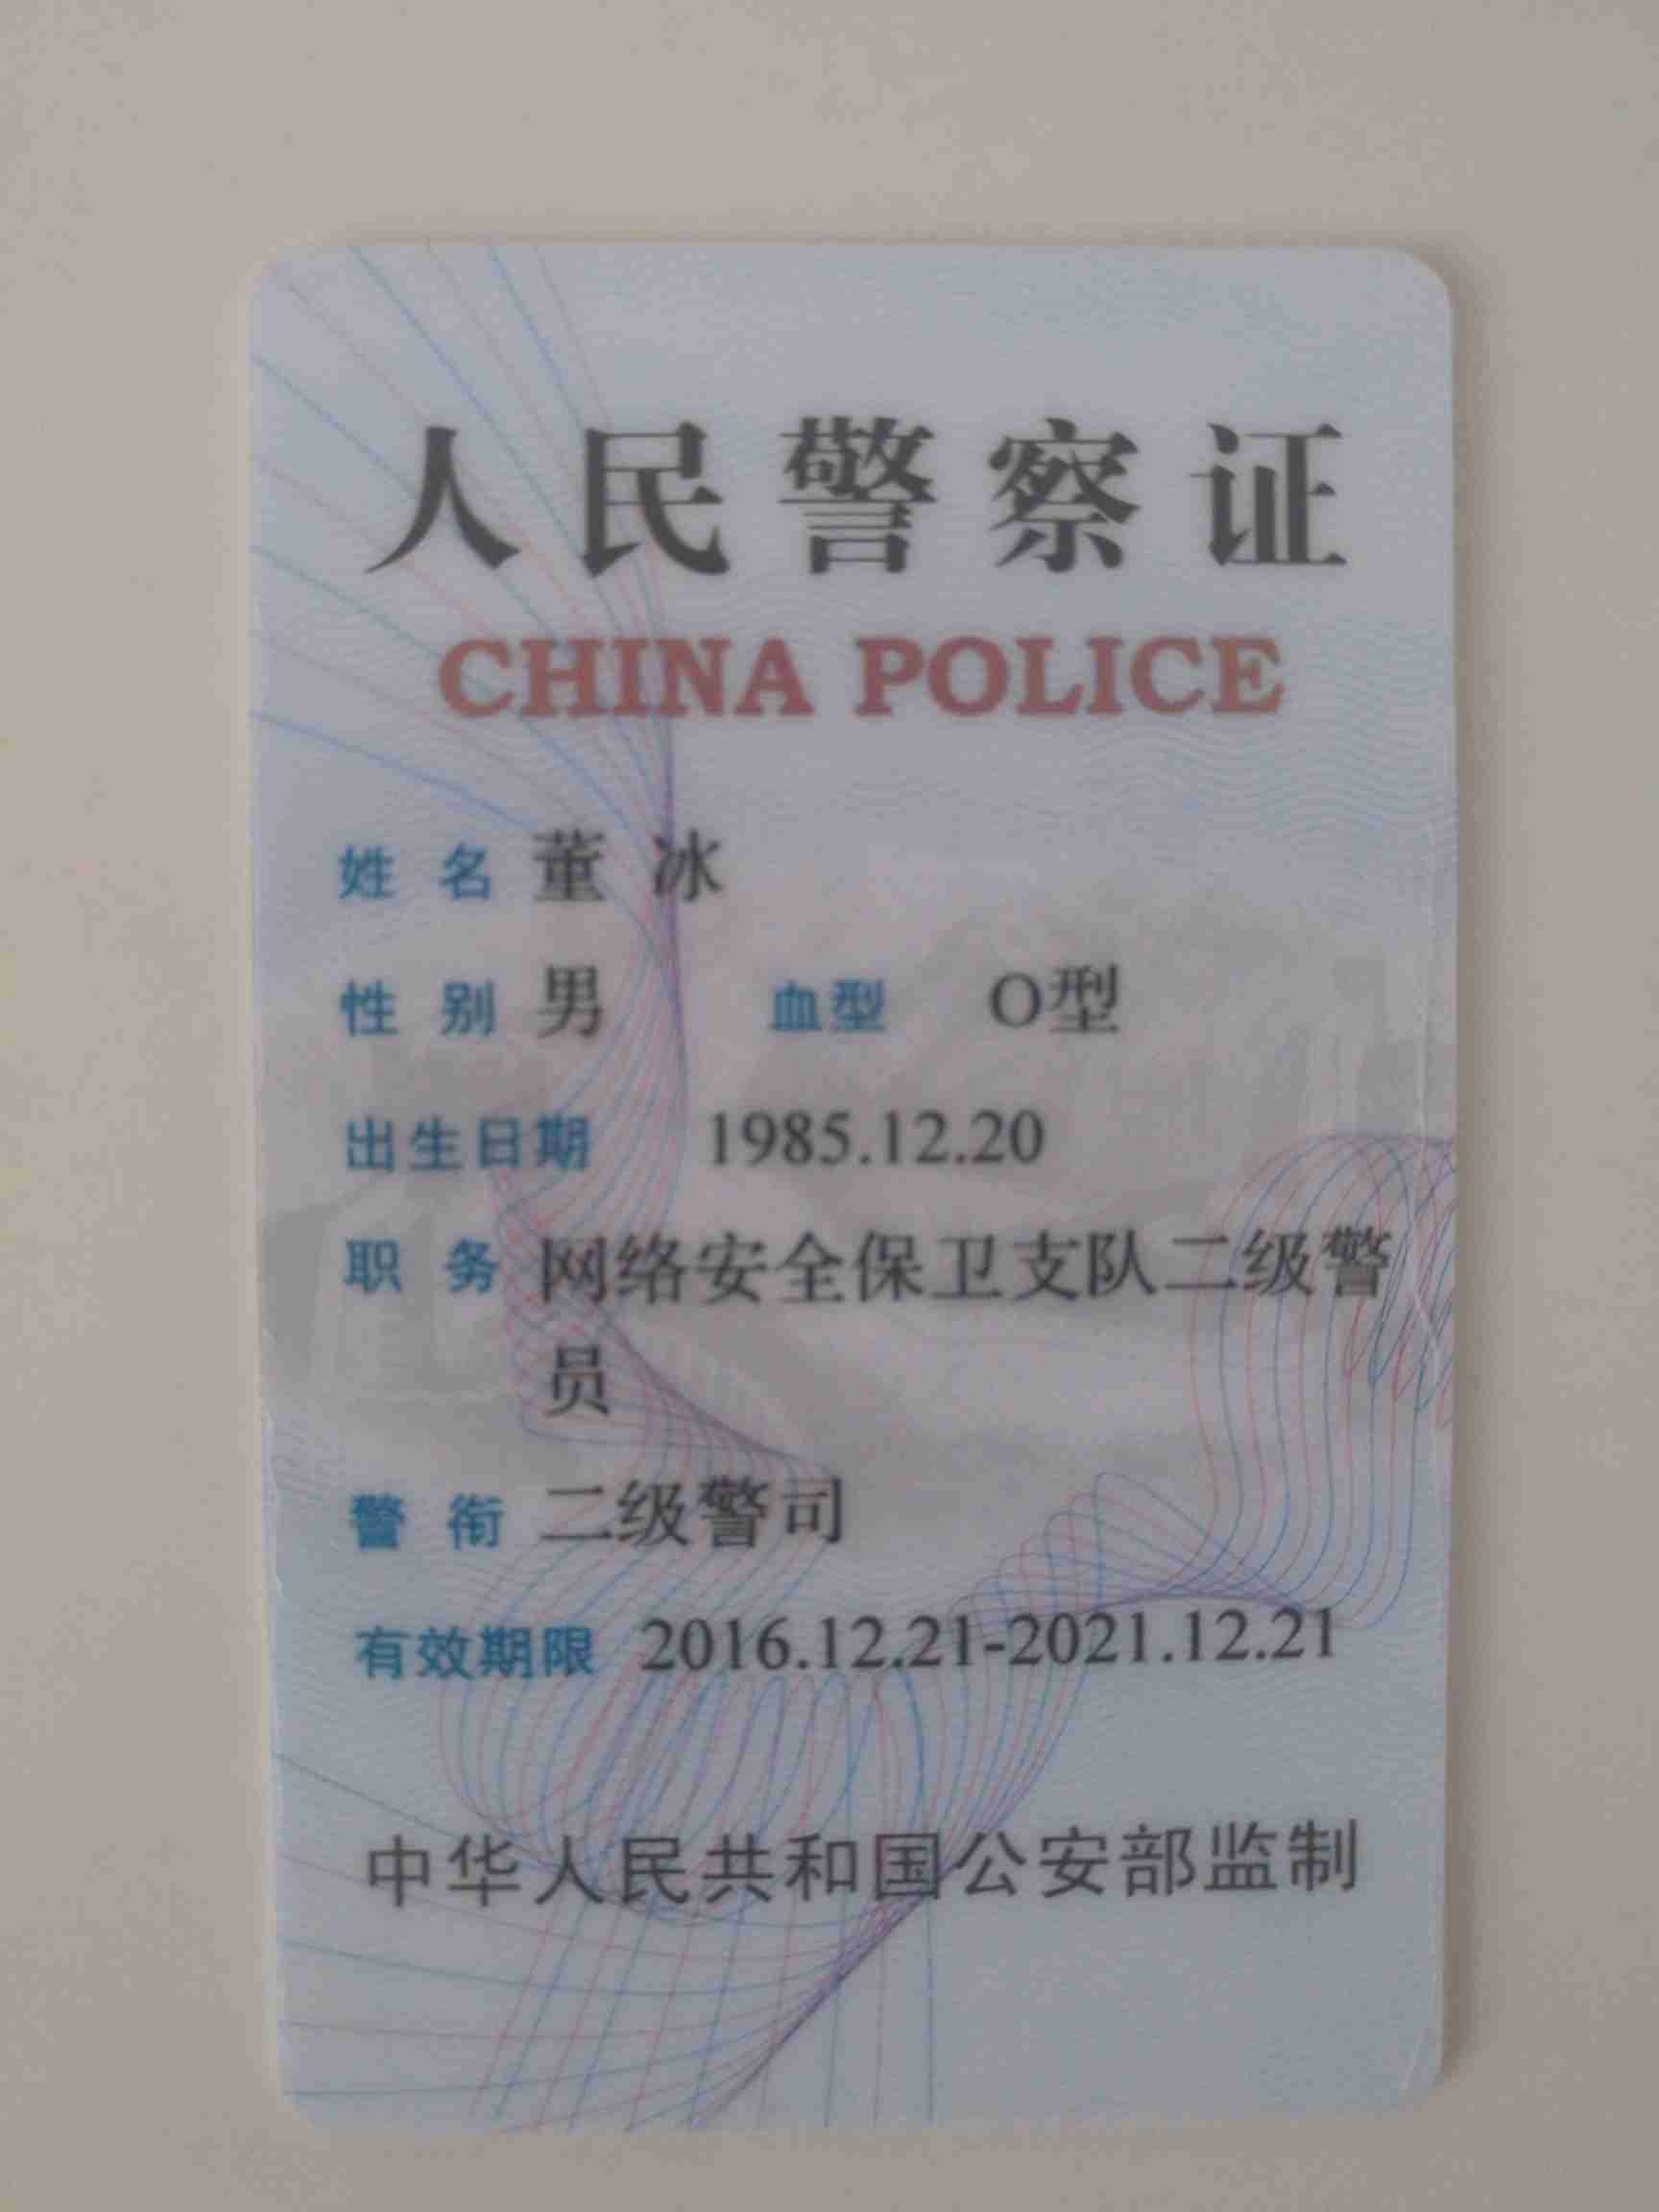 人民警察证
CHINA POLICE
姓 名 董 冰
性 别 男 血型 O型
出生日期 1985.12.20
职 务 网络安全保卫支队二级警
员
警 衔 二级警司
有效期限 2016.12.21-2021.12.21
中华人民共和国公安部监制